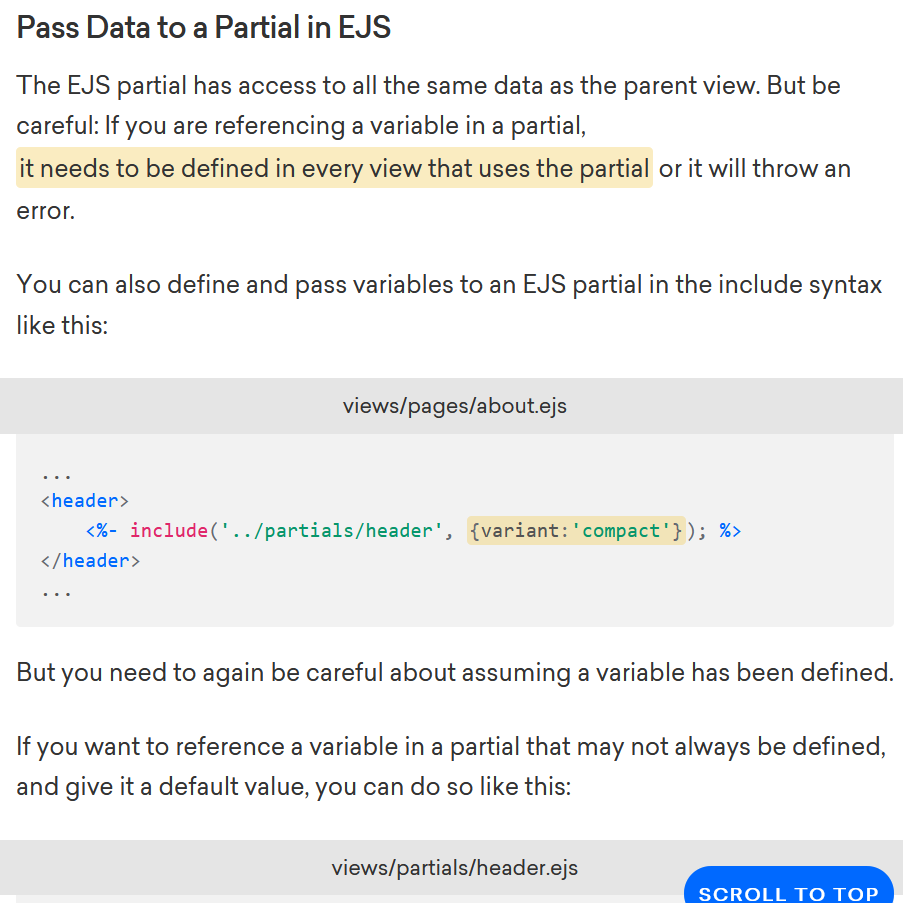 Pass Data to a Partial in EJS
The EJS partial has access to all the same data as the parent view. But be
careful: If you are referencing a variable in a partial,
it needs to be defined in every view that uses the partial or it will throw an
error.
You can also define and pass variables to an EJS partial in the include syntax
like this:
views/pages/about.ejs
...
<header>
    <%- include('../partials/header', {variant:'compact'}); %>
</header>
...
But you need to again be careful about assuming a variable has been defined.
If you want to reference a variable in a partial that may not always be defined,
and give it a default value, you can do so like this:
views/partials/header.ejs
SCROLL TO TOP